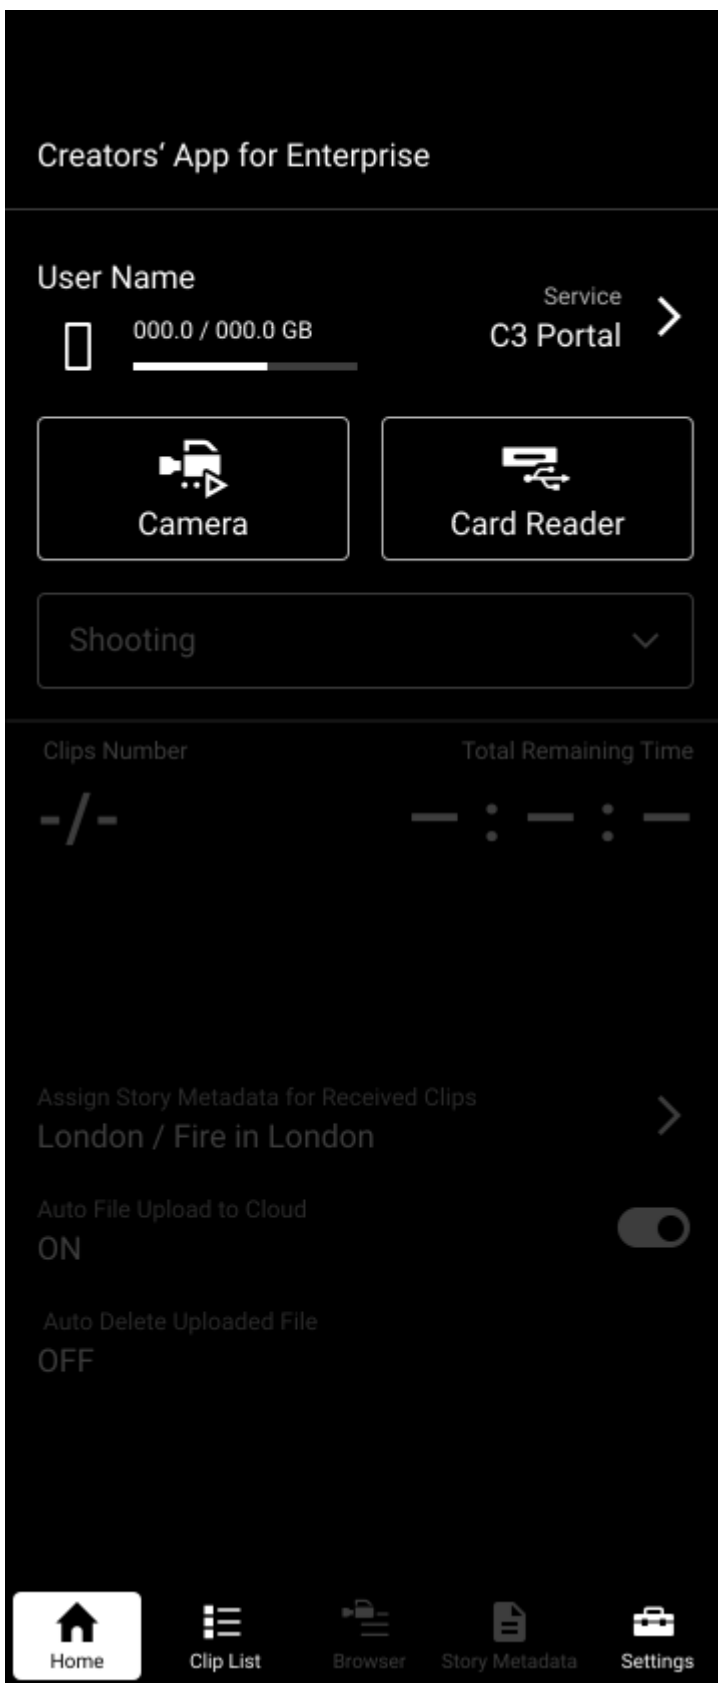 Creators‘ App for Enterprise
User Name
000.0 / 000.0 GB
Service
C3 Portal
Camera
Card Reader
Shooting
Clips Number
Total Remaining Time
-/-
– : – : –
Assign Story Metadata for Received Clips
London / Fire in London
Auto File Upload to Cloud
ON
Auto Delete Uploaded File
OFF
Home
Clip List
Browser
Story Metadata
Settings